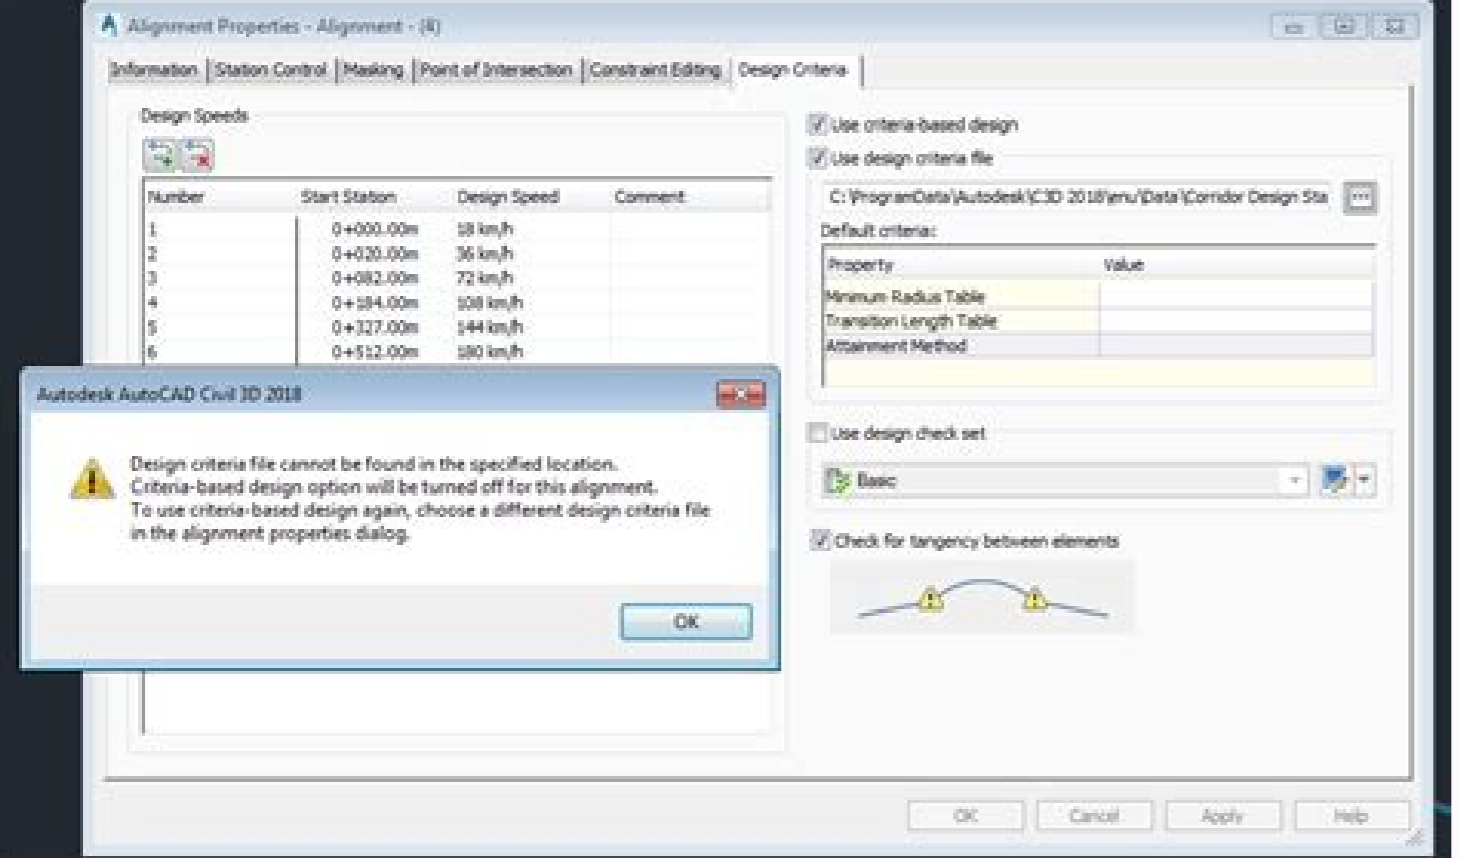 Alignment Properties - Alignment - (4)
Information Station Control Masking Point of Intersection Constraint Editing Design Criteria
Design Speeds
Number Start Station Design Speed Comment
1 0+000.00m 18 km/h
2 0+020.00m 36 km/h
3 0+082.00m 72 km/h
4 0+184.00m 108 km/h
5 0+327.00m 144 km/h
6 0+512.00m 180 km/h
Use criteria-based design
Use design criteria file
C:\ProgramData\Autodesk\C3D 2018\enu\Data\Corridor Design Sta ...
Default criteria:
Property Value
Minimum Radius Table
Transition Length Table
Attainment Method
Use design check set
Basic
Check for tangency between elements
Autodesk AutoCAD Civil 3D 2018
Design criteria file cannot be found in the specified location.
Criteria-based design option will be turned off for this alignment.
To use criteria-based design again, choose a different design criteria file
in the alignment properties dialog.
OK
OK Cancel Apply Help